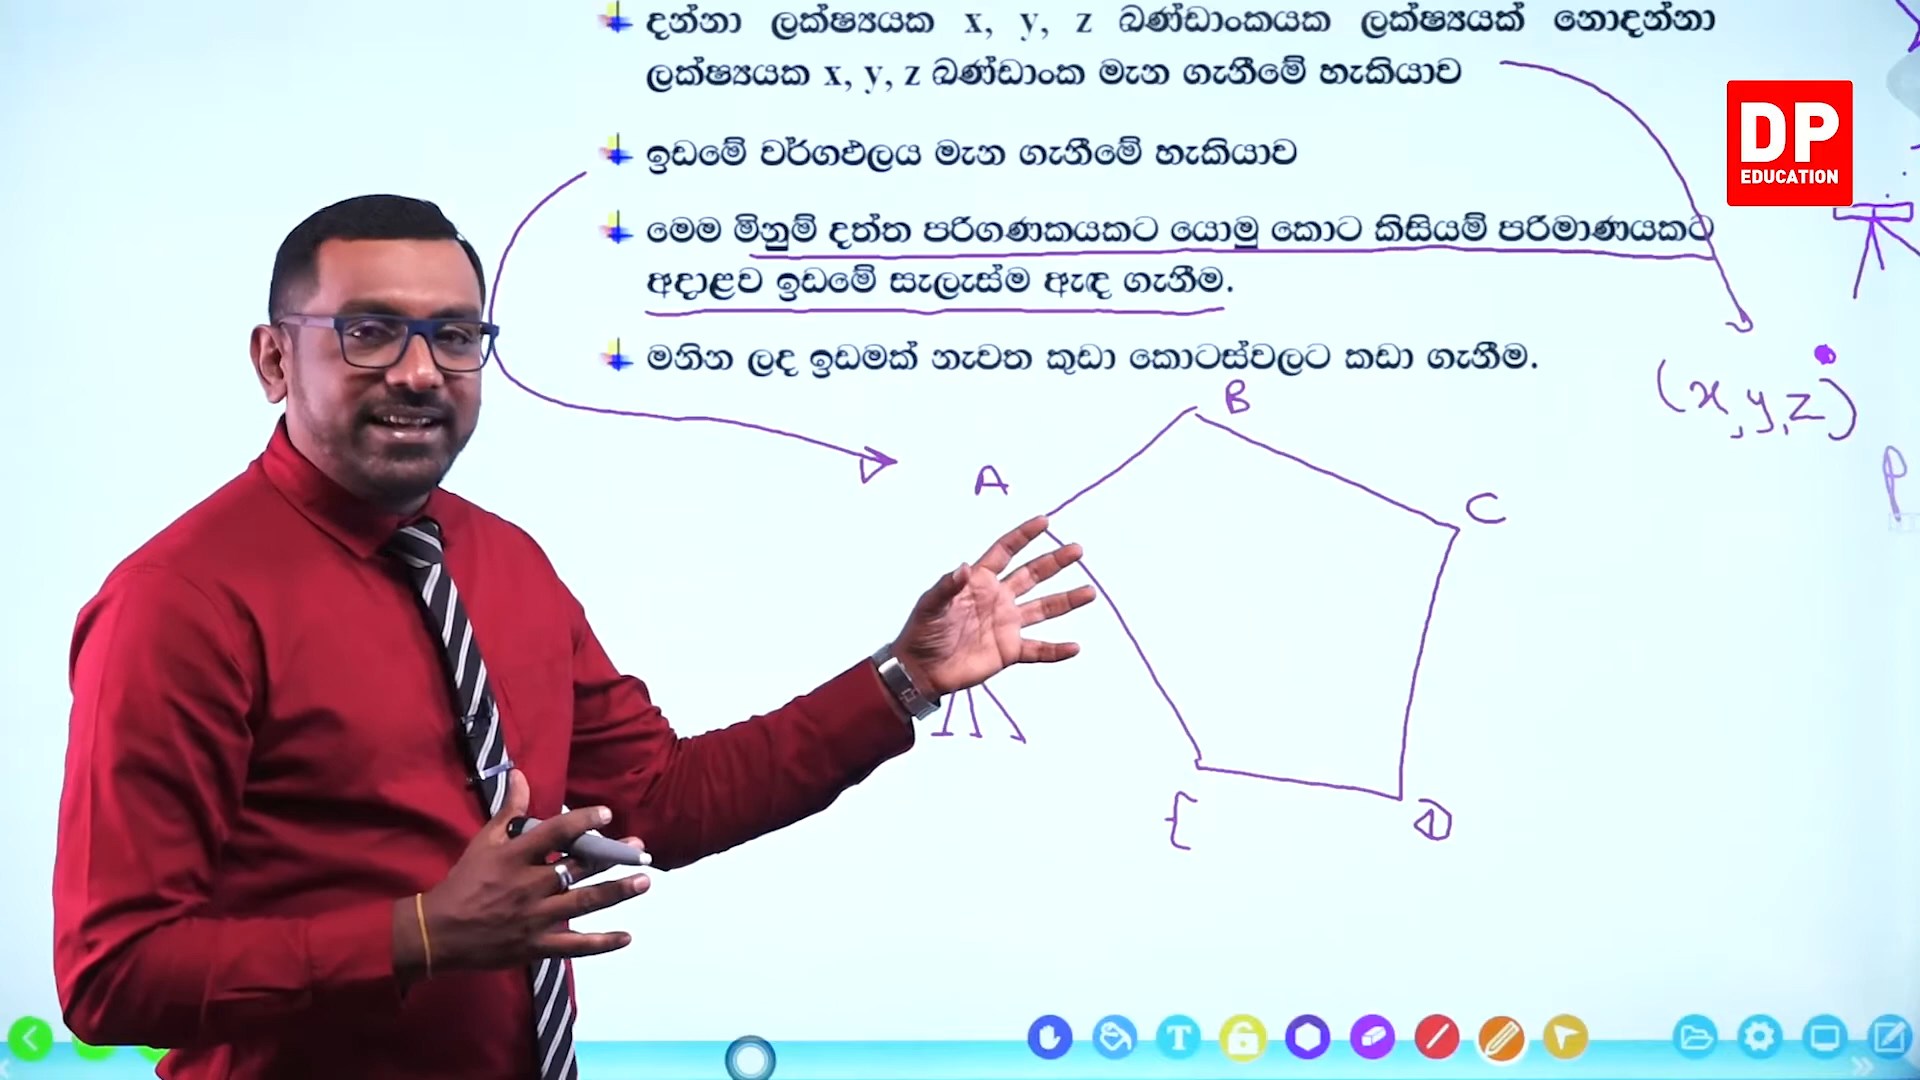 දන්නා ලක්ෂ්‍යයක x, y, z ඛණ්ඩාංකයක ලක්ෂ්‍යයක් නොදන්නා
ලක්ෂ්‍යයක x, y, z ඛණ්ඩාංක මැන ගැනීමේ හැකියාව
ඉඩමේ වර්ගඵලය මැන ගැනීමේ හැකියාව
මෙම මිනුම් දත්ත පරිගණකයකට යොමු කොට කිසියම් පරිමාණයකට
අදාළව ඉඩමේ සැලැස්ම ඇඳ ගැනීම.
මනින ලද ඉඩමක් නැවත කුඩා කොටස්වලට කඩා ගැනීම.
DP
EDUCATION
(x, y, z)
B
A
C
P
E
D
T